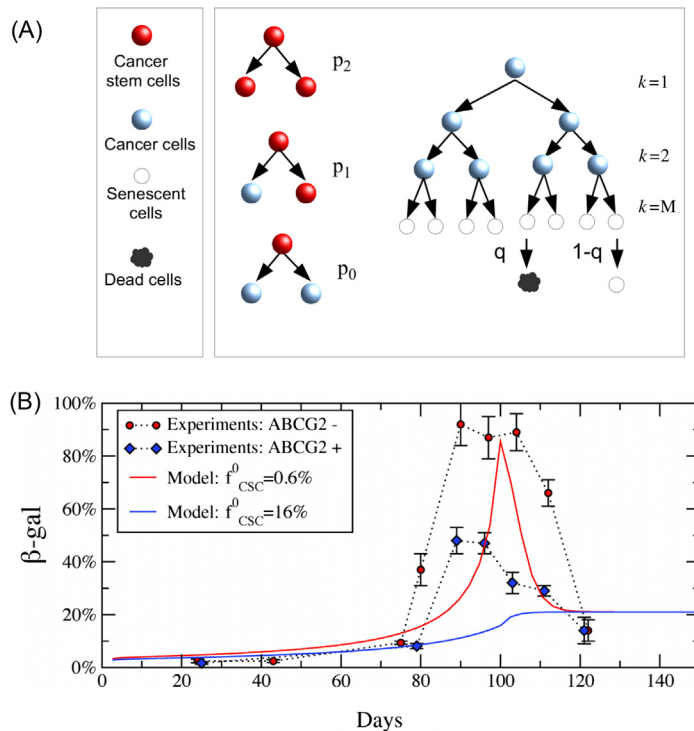 (A)
Cancer
stem cells
Cancer cells
Senescent
cells
Dead cells
p2
p1
p0
k=1
k=2
k=M
q
1-q
(B)
100%
80%
60%
40%
20%
0%
β-gal
Experiments: ABCG2 -
Experiments: ABCG2 +
Model: f^0_CSC=0.6%
Model: f^0_CSC=16%
0 20 40 60 80 100 120 140
Days